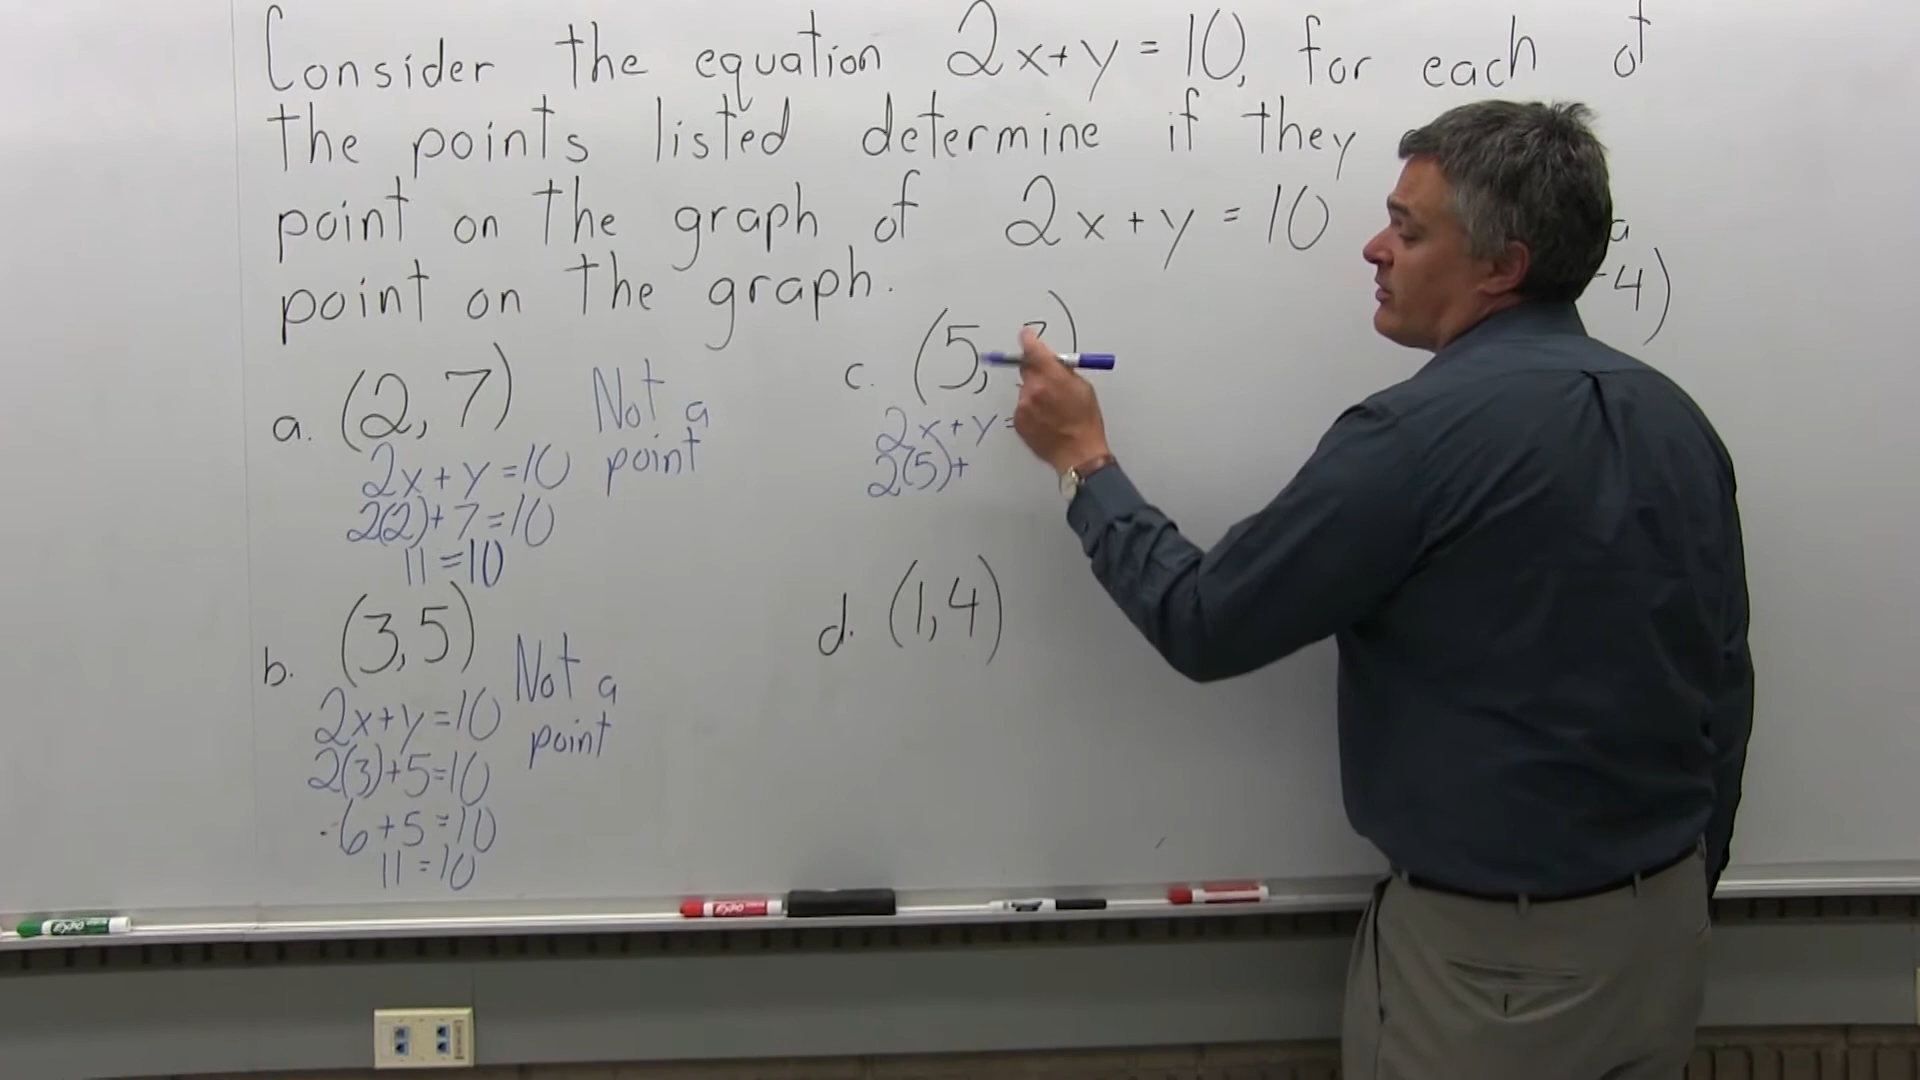 Consider the equation 2x+y=10, for each of
the points listed determine if they
point on the graph of 2x+y=10 a
point on the graph. -4)
a. (2,7) Not a
point
2x+y=10
2(2)+7=10
11=10
b. (3,5) Not a
point
2x+y=10
2(3)+5=10
6+5=10
11=10
c. (5,
2x+y=
2(5)+
d. (1,4)